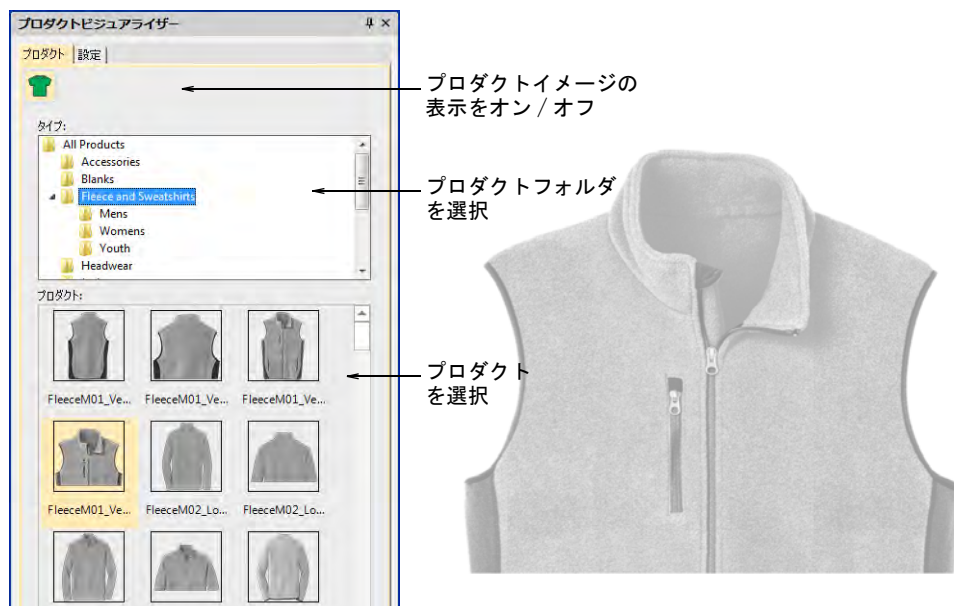 プロダクトビジュアライザー
プロダクト
設定
プロダクトイメージの
表示をオン / オフ
タイプ:
All Products
Accessories
Blanks
Fleece and Sweatshirts
Mens
Womens
Youth
Headwear
プロダクトフォルダ
を選択
プロダクト:
プロダクト
を選択
FleeceM01_Ve...
FleeceM01_Ve...
FleeceM01_Ve...
FleeceM01_Ve...
FleeceM02_Lo...
FleeceM02_Lo...